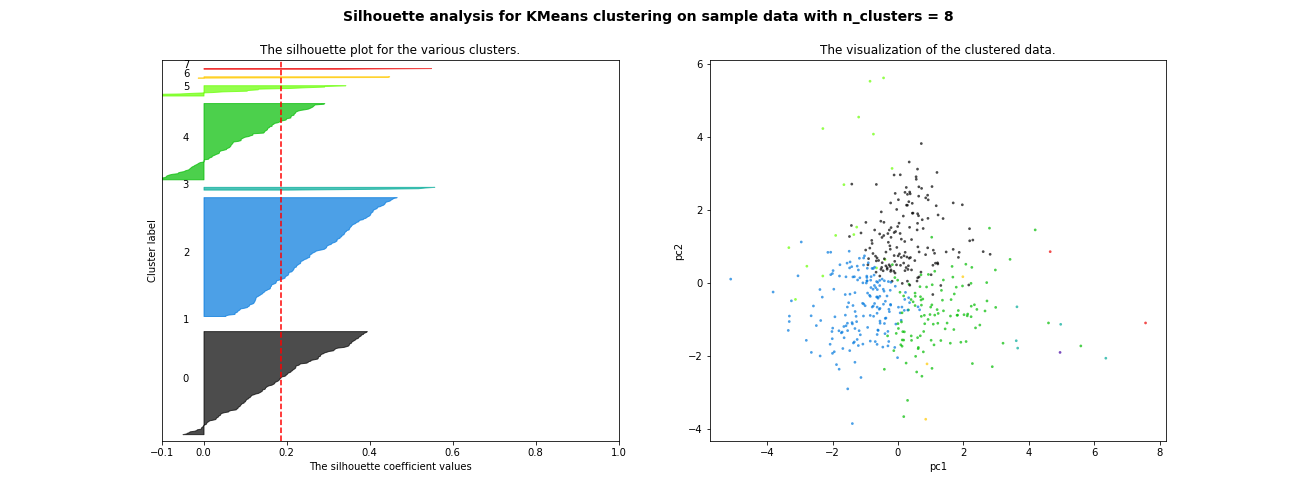 Silhouette analysis for KMeans clustering on sample data with n_clusters = 8
The silhouette plot for the various clusters.
7
6
5
4
3
2
1
0
Cluster label
−0.1 0.0 0.2 0.4 0.6 0.8 1.0
The silhouette coefficient values
The visualization of the clustered data.
6
4
2
0
−2
−4
pc2
−4 −2 0 2 4 6 8
pc1